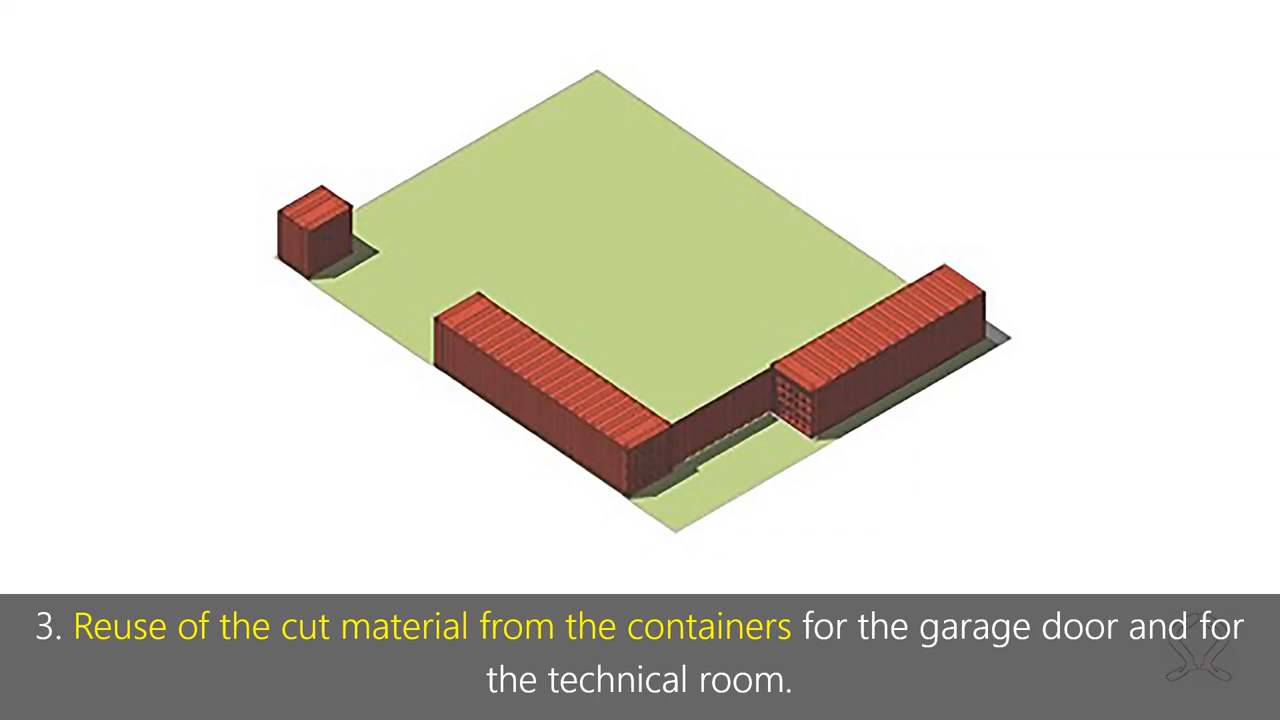 3. Reuse of the cut material from the containers for the garage door and for
the technical room.